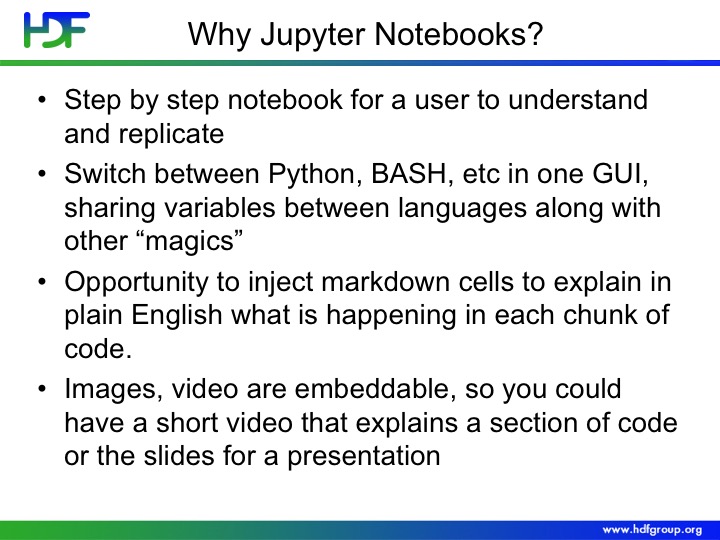 HDF
Why Jupyter Notebooks?
• Step by step notebook for a user to understand
and replicate
• Switch between Python, BASH, etc in one GUI,
sharing variables between languages along with
other “magics”
• Opportunity to inject markdown cells to explain in
plain English what is happening in each chunk of
code.
• Images, video are embeddable, so you could
have a short video that explains a section of code
or the slides for a presentation
www.hdfgroup.org